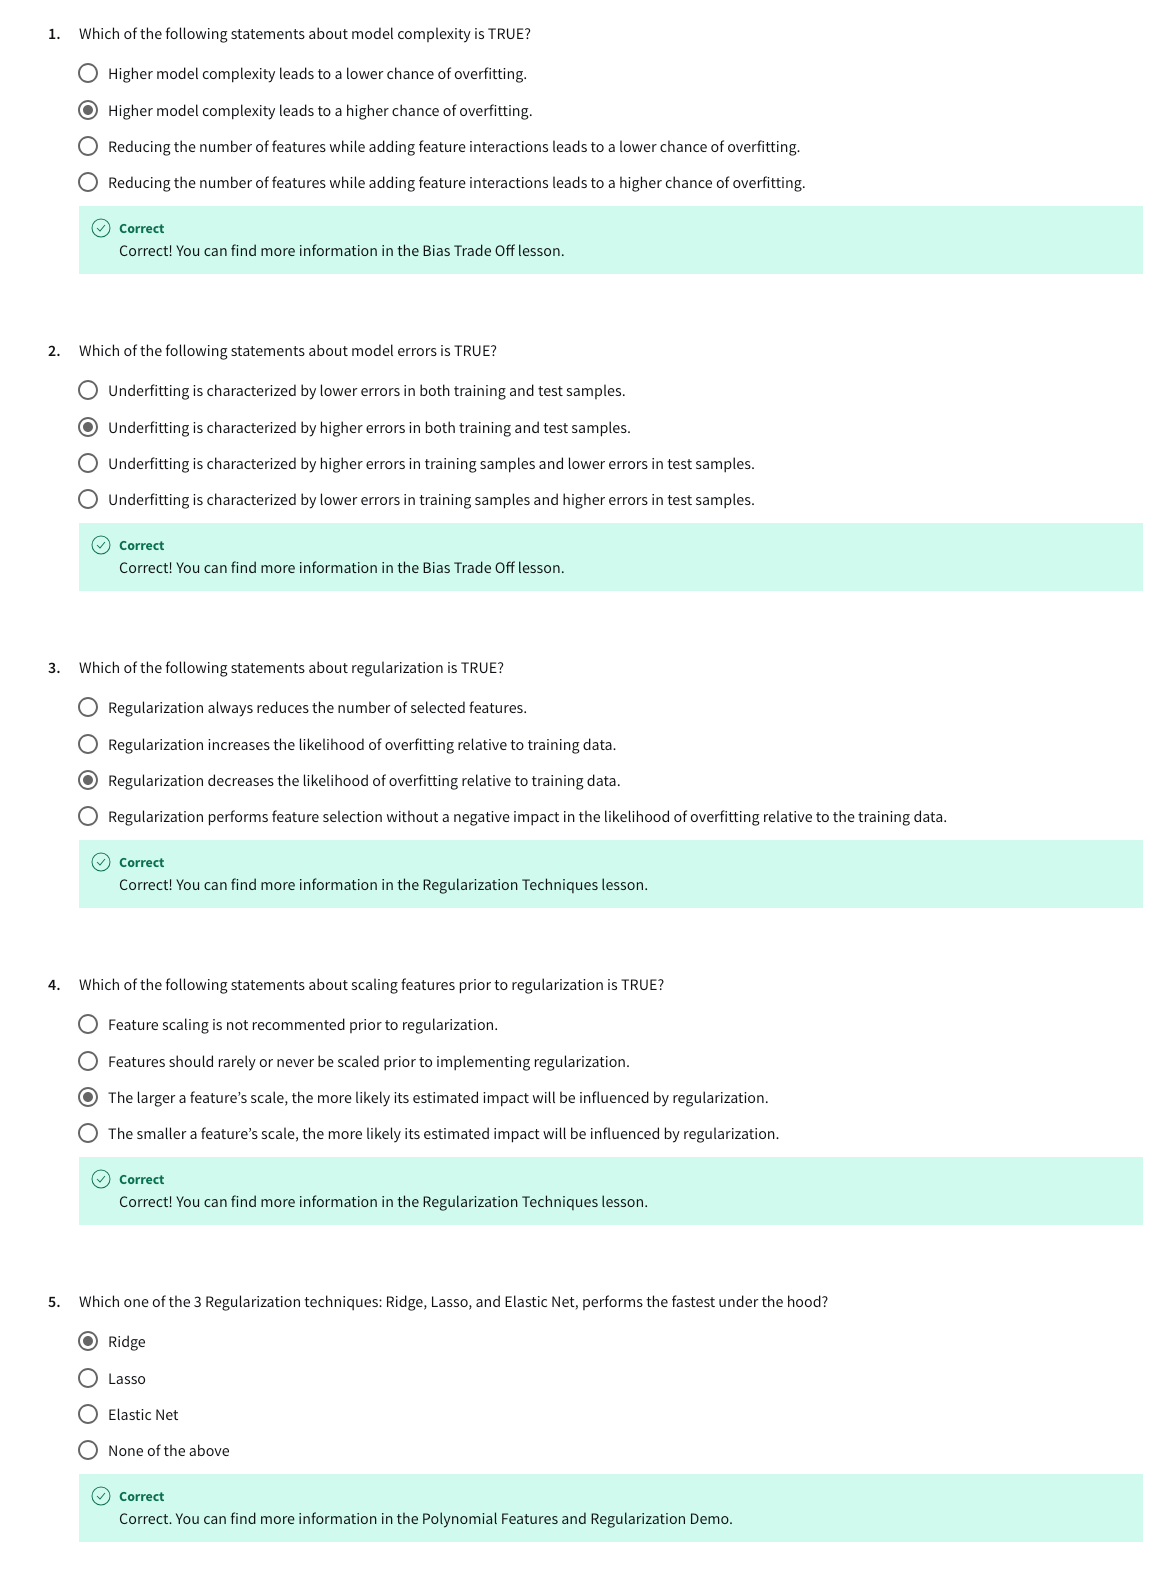 1. Which of the following statements about model complexity is TRUE?
Higher model complexity leads to a lower chance of overfitting.
Higher model complexity leads to a higher chance of overfitting.
Reducing the number of features while adding feature interactions leads to a lower chance of overfitting.
Reducing the number of features while adding feature interactions leads to a higher chance of overfitting.
Correct
Correct! You can find more information in the Bias Trade Off lesson.
2. Which of the following statements about model errors is TRUE?
Underfitting is characterized by lower errors in both training and test samples.
Underfitting is characterized by higher errors in both training and test samples.
Underfitting is characterized by higher errors in training samples and lower errors in test samples.
Underfitting is characterized by lower errors in training samples and higher errors in test samples.
Correct
Correct! You can find more information in the Bias Trade Off lesson.
3. Which of the following statements about regularization is TRUE?
Regularization always reduces the number of selected features.
Regularization increases the likelihood of overfitting relative to training data.
Regularization decreases the likelihood of overfitting relative to training data.
Regularization performs feature selection without a negative impact in the likelihood of overfitting relative to the training data.
Correct
Correct! You can find more information in the Regularization Techniques lesson.
4. Which of the following statements about scaling features prior to regularization is TRUE?
Feature scaling is not recommented prior to regularization.
Features should rarely or never be scaled prior to implementing regularization.
The larger a feature’s scale, the more likely its estimated impact will be influenced by regularization.
The smaller a feature’s scale, the more likely its estimated impact will be influenced by regularization.
Correct
Correct! You can find more information in the Regularization Techniques lesson.
5. Which one of the 3 Regularization techniques: Ridge, Lasso, and Elastic Net, performs the fastest under the hood?
Ridge
Lasso
Elastic Net
None of the above
Correct
Correct. You can find more information in the Polynomial Features and Regularization Demo.